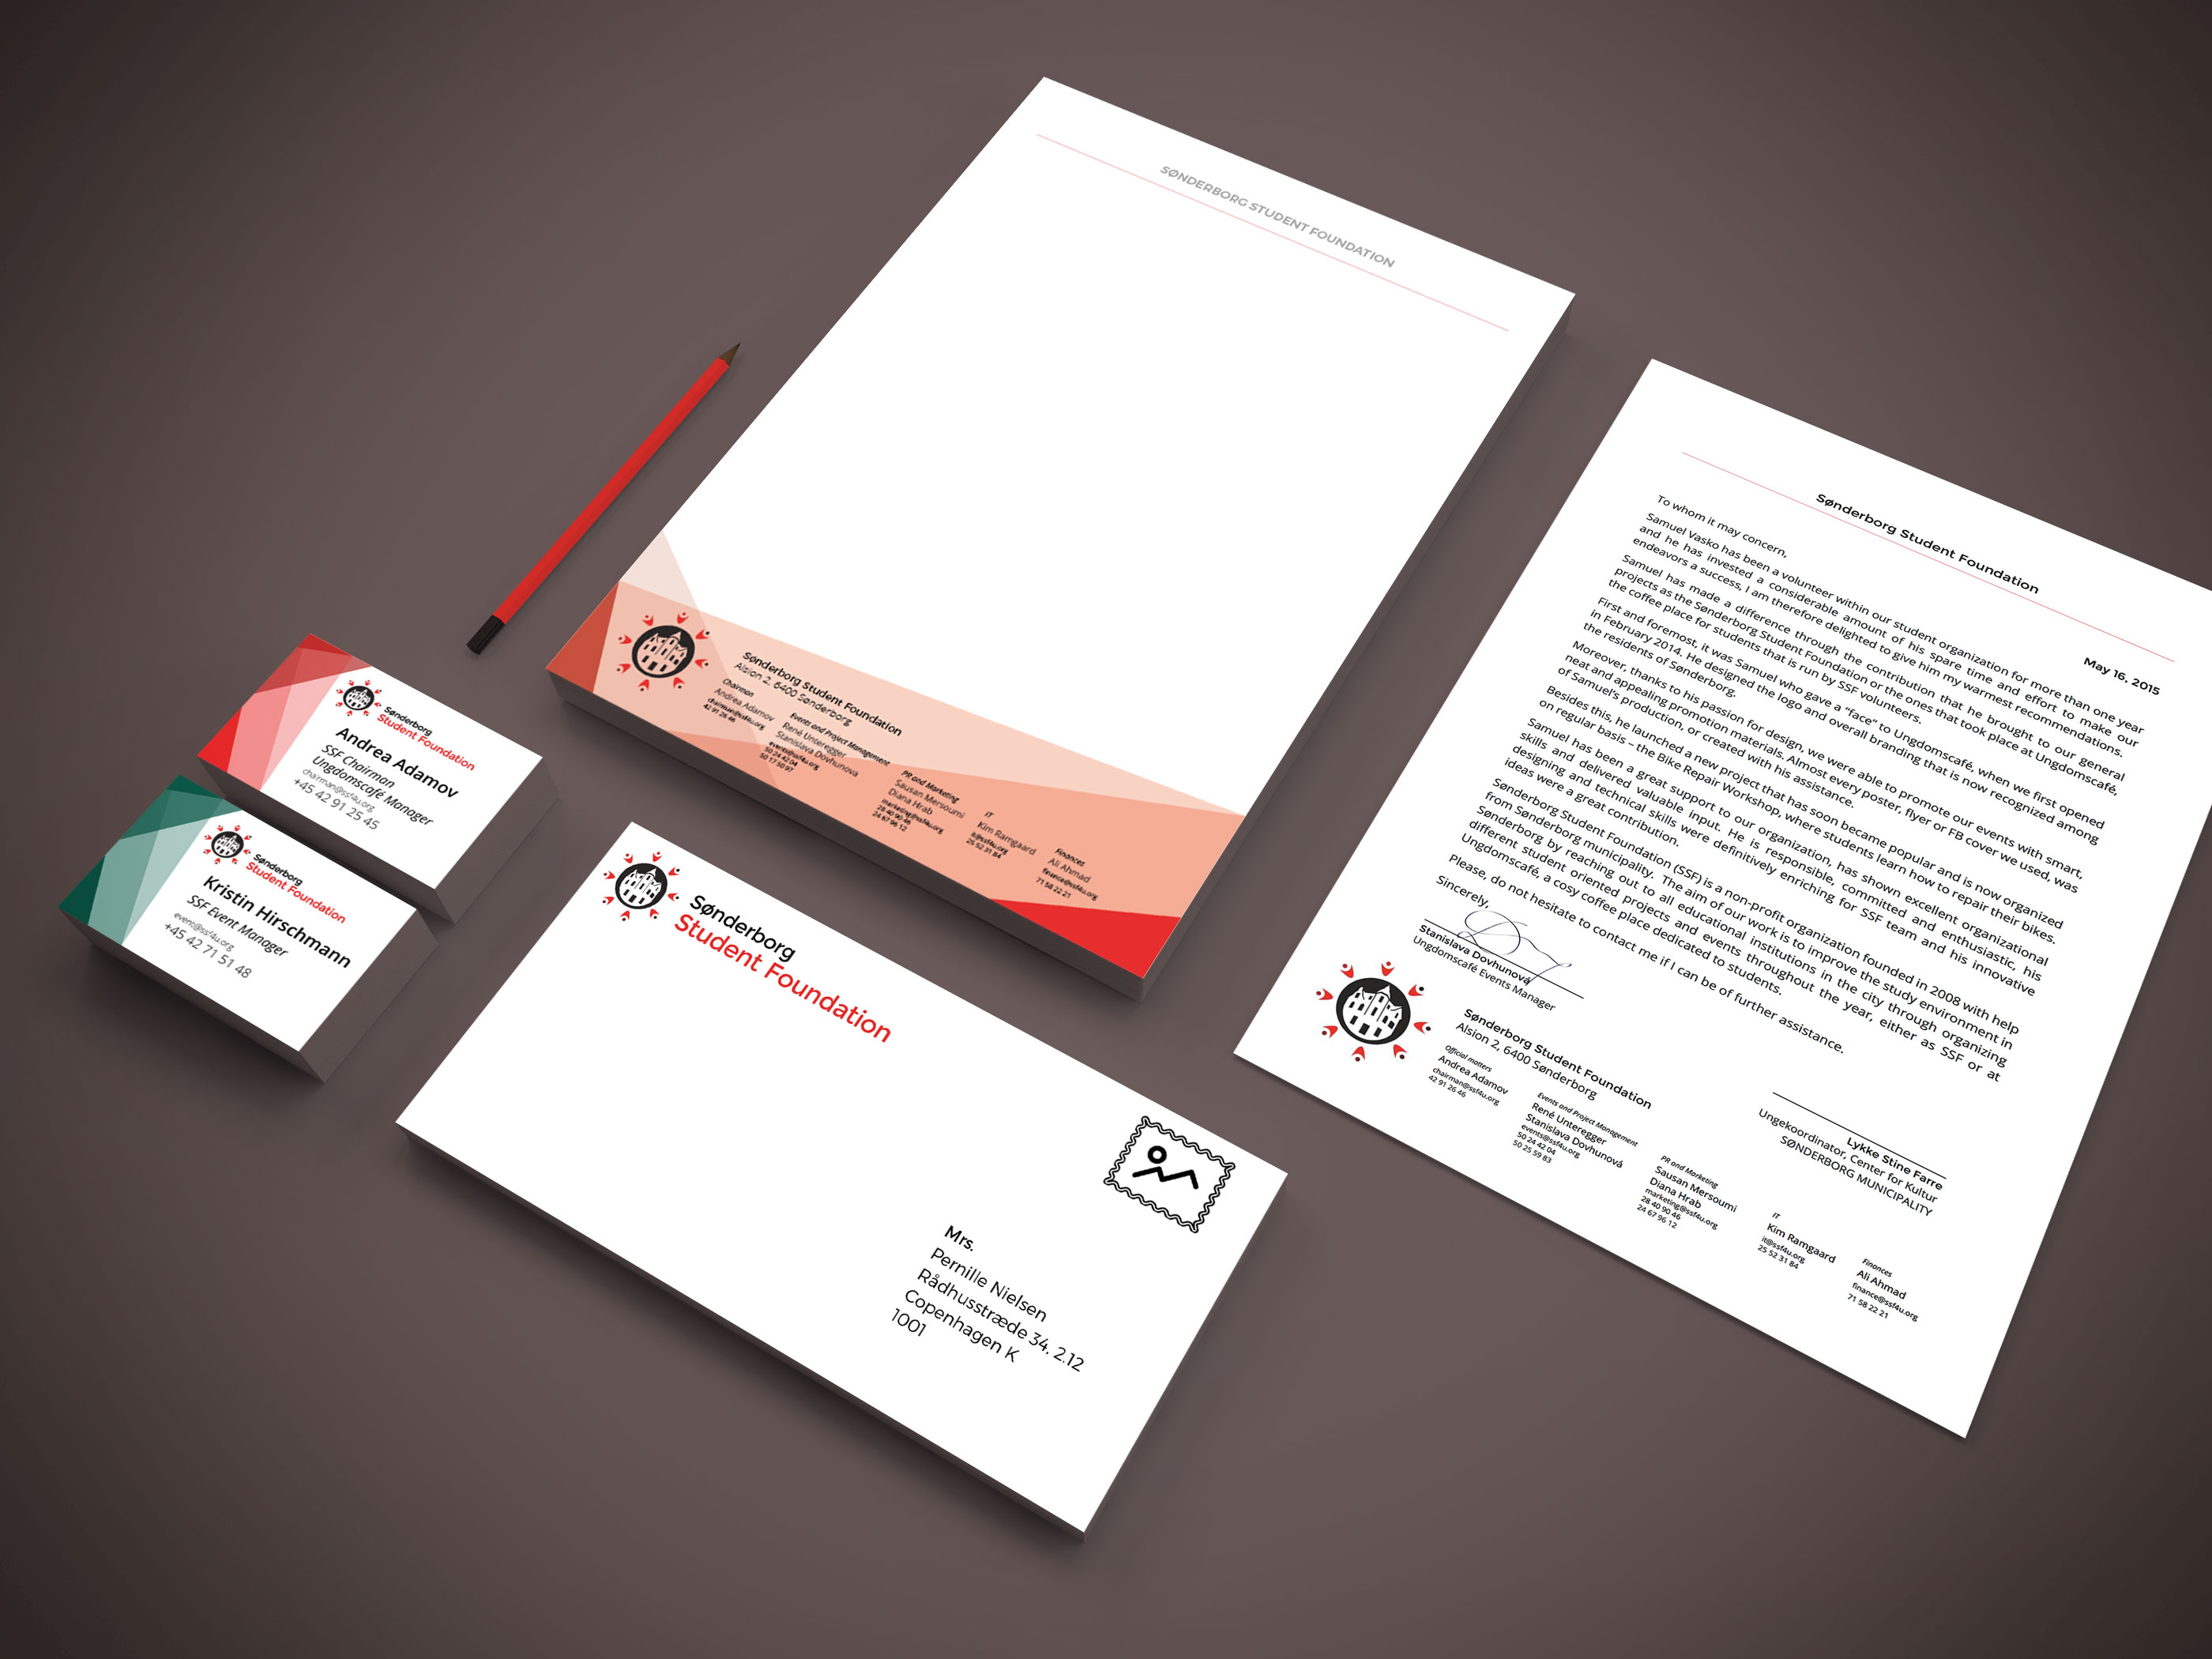 SØNDERBORG STUDENT FOUNDATION
Sønderborg Student Foundation
Alsion 2, 6400 Sønderborg
Chairman
Andrea Adamov
chairman@ssf4u.org
42 91 26 46
Events and Project Management
René Unteregger
Stanislava Dovhunova
events@ssf4u.org
50 24 42 04
50 17 50 97
PR and Marketing
Sausan Mersoumi
Diana Hrab
marketing@ssf4u.org
28 40 90 46
24 67 96 12
IT
Kim Ramgaard
it@ssf4u.org
25 52 31 84
Finances
Ali Ahmad
finance@ssf4u.org
71 58 22 21
Sønderborg
Student Foundation
Andrea Adamov
SSF Chairman
Ungdomscafé Manager
chairman@ssf4u.org
+45 42 91 25 45
Sønderborg
Student Foundation
Kristin Hirschmann
SSF Event Manager
event@ssf4u.org
+45 42 71 51 48
Sønderborg
Student Foundation
Mrs.
Pernille Nielsen
Rådhusstræde 34. 2.12
Copenhagen K
1001
Sønderborg Student Foundation
May 16, 2015
To whom it may concern,
Samuel Vasko has been a volunteer within our student organization for more than one year
and he has invested a considerable amount of his spare time and effort to make our
endeavors a success, I am therefore delighted to give him my warmest recommendations.
Samuel has made a difference through the contribution that he brought to our general
projects as the Sønderborg Student Foundation or the ones that took place at Ungdomscafé,
the coffee place for students that is run by SSF volunteers.
First and foremost, it was Samuel who gave a "face" to Ungdomscafé, when we first opened
in February 2014. He designed the logo and overall branding that is now recognized among
the residents of Sønderborg.
Moreover, thanks to his passion for design, we were able to promote our events with smart,
neat and appealing promotion materials. Almost every poster, flyer or FB cover we used, was
of Samuel's production, or created with his assistance.
Beside this, he launched a new project that has soon became popular and is now organized
on regular basis – the Bike Repair Workshop, where students learn how to repair their bikes.
Samuel has been a great support to our organization, has shown excellent organizational
skills and delivered valuable input. He is responsible, committed and enthusiastic, his
designing and technical skills were definitively enriching for SSF team and his innovative
ideas were a great contribution.
Sønderborg Student Foundation (SSF) is a non-profit organization founded in 2008 with help
from Sønderborg municipality. The aim of our work is to improve the study environment in
Sønderborg by reaching out to all educational institutions in the city through organizing
different student oriented projects and events throughout the year, either as SSF or at
Ungdomscafé, a cosy coffee place dedicated to students.
Please, do not hesitate to contact me if I can be of further assistance.
Sincerely,
Stanislava Dovhunová
Ungdomscafé Events Manager
Lykke Stine Farre
Ungekoordinator, Center for Kultur
SØNDERBORG MUNICIPALITY
Sønderborg Student Foundation
Alsion 2, 6400 Sønderborg
Official matters
Andrea Adamov
chairman@ssf4u.org
42 91 26 46
Events and Project Management
René Unteregger
Stanislava Dovhunová
events@ssf4u.org
50 24 42 04
50 25 59 83
PR and Marketing
Sausan Mersoumi
Diana Hrab
marketing@ssf4u.org
28 40 90 46
24 67 96 12
IT
Kim Ramgaard
it@ssf4u.org
25 52 31 84
Finances
Ali Ahmad
finance@ssf4u.org
71 58 22 21